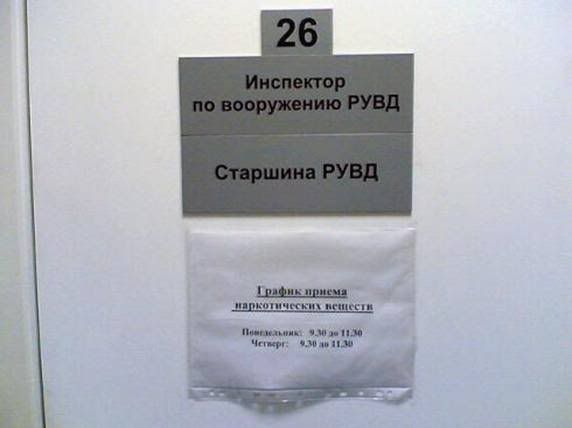 26
Инспектор
по вооружению РУВД
Старшина РУВД
График приема
наркотических веществ
Понедельник: 9.30 до 11.30
Четверг: 9.30 до 11.30